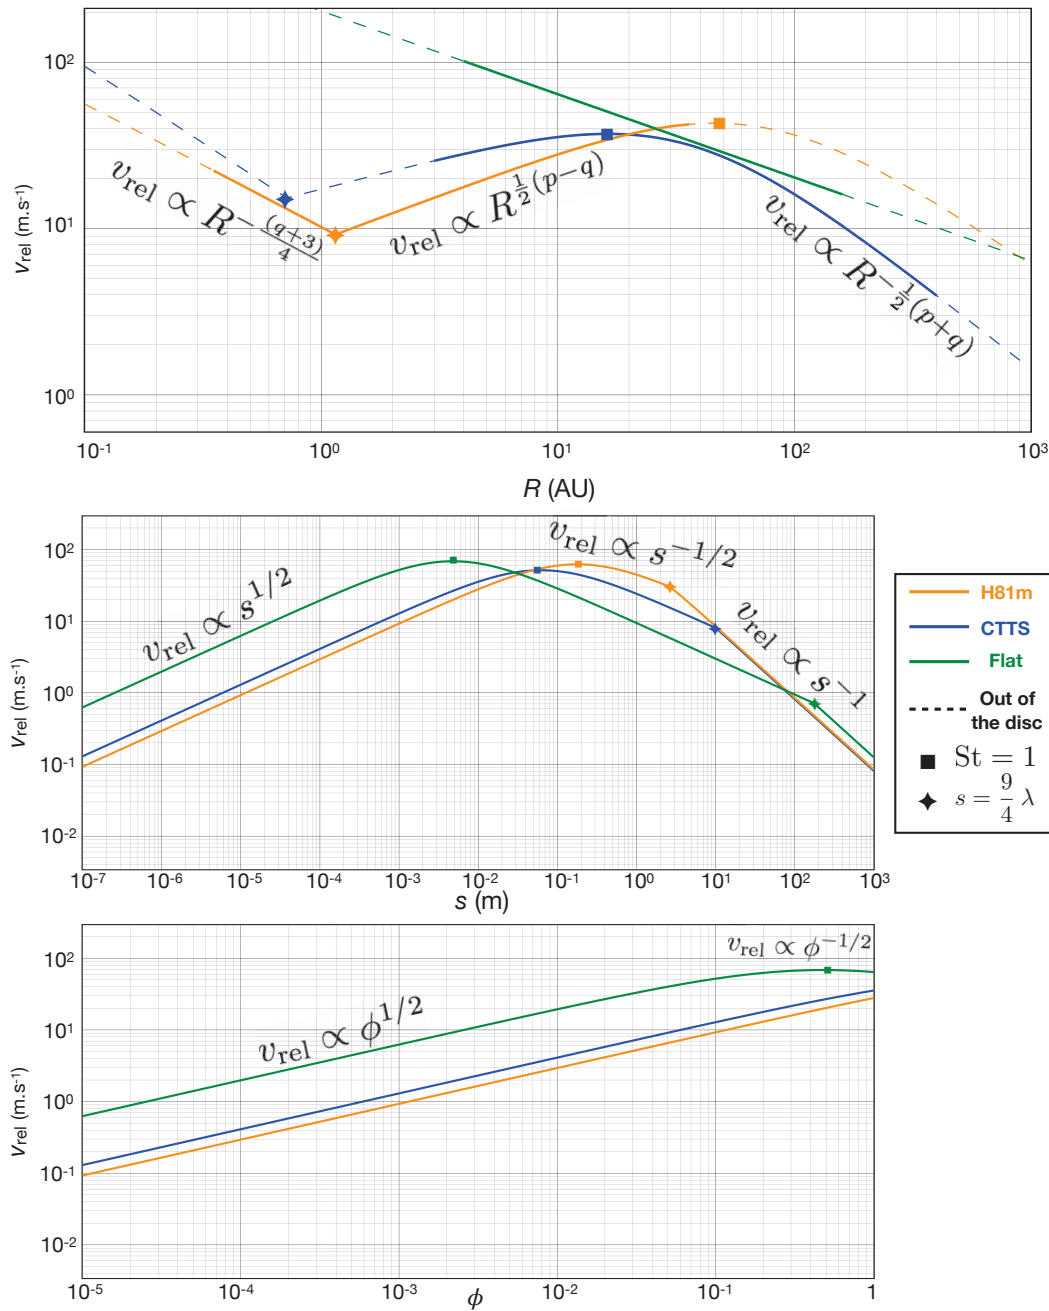 10²
10¹
10⁰
v_rel (m.s⁻¹)
v_rel ∝ R^{-(q+3)/4}
v_rel ∝ R^{½(p−q)}
v_rel ∝ R^{-½(p+q)}
10⁻¹ 10⁰ 10¹ 10² 10³
R (AU)
10²
10¹
10⁰
10⁻¹
10⁻²
v_rel (m.s⁻¹)
v_rel ∝ s^{1/2}
v_rel ∝ s^{−1/2}
v_rel ∝ s^{−1}
10⁻⁷ 10⁻⁶ 10⁻⁵ 10⁻⁴ 10⁻³ 10⁻² 10⁻¹ 10⁰ 10¹ 10² 10³
s (m)
H81m
CTTS
Flat
Out of
the disc
St = 1
s = 9/4 λ
10²
10¹
10⁰
10⁻¹
10⁻²
v_rel (m.s⁻¹)
v_rel ∝ ϕ^{−1/2}
v_rel ∝ ϕ^{1/2}
10⁻⁵ 10⁻⁴ 10⁻³ 10⁻² 10⁻¹ 1
ϕ